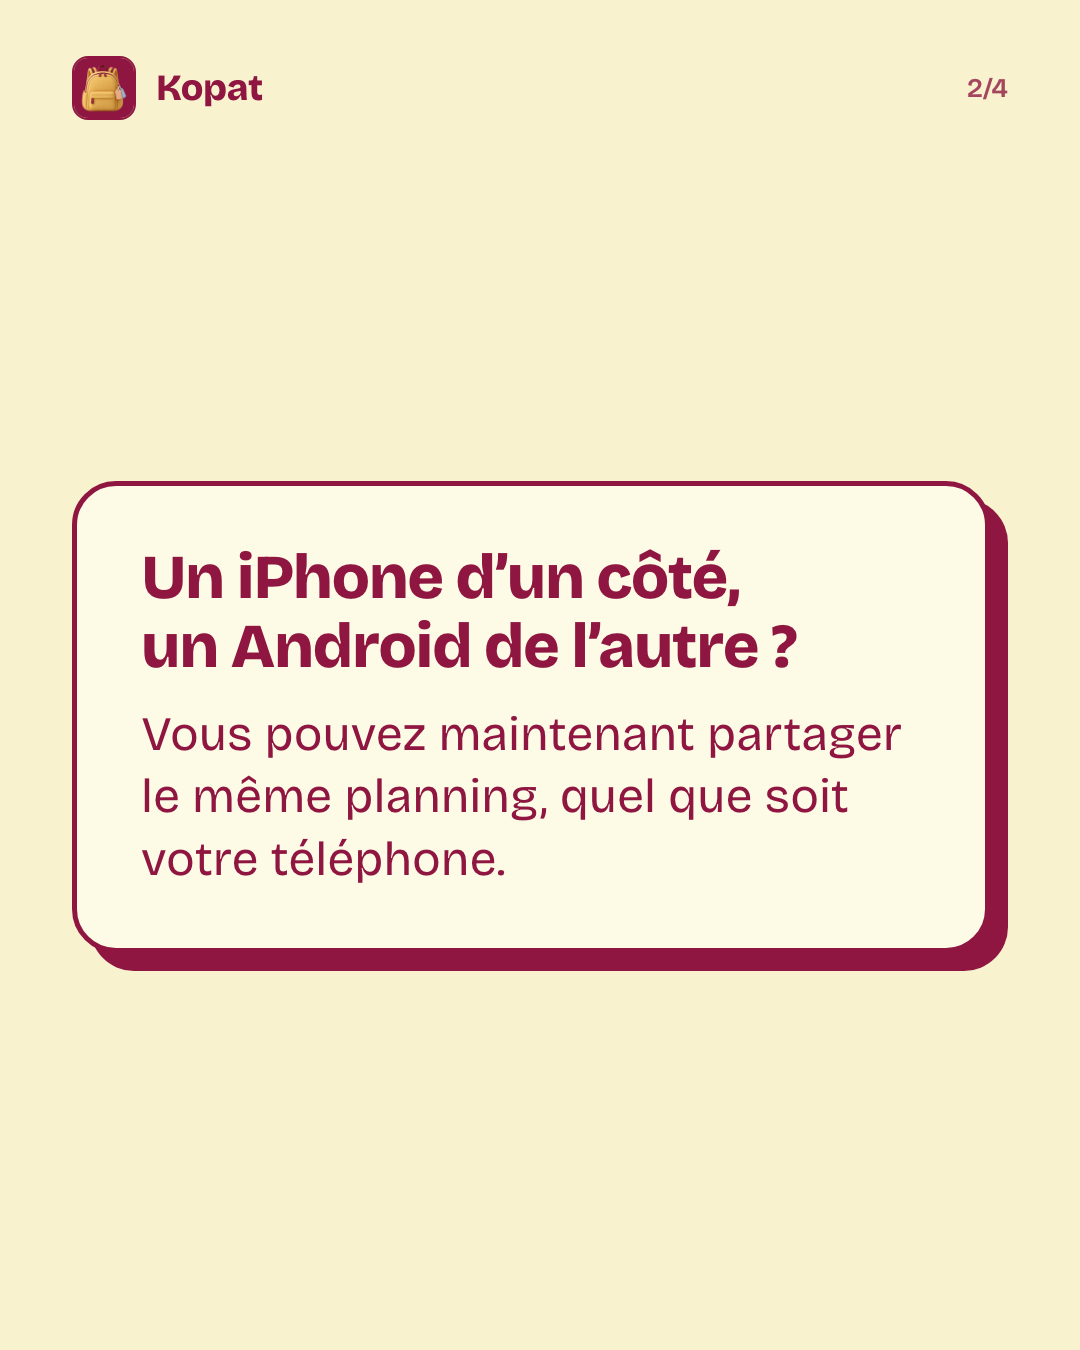 Kopat
2/4
Un iPhone d’un côté,
un Android de l’autre ?
Vous pouvez maintenant partager
le même planning, quel que soit
votre téléphone.